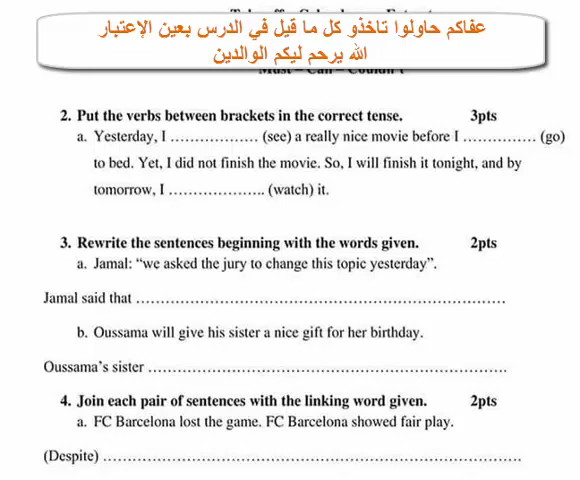 عفاكم حاولوا تاخذو كل ما قيل في الدرس بعين الإعتبار
الله يرحم ليكم الوالدين
2. Put the verbs between brackets in the correct tense. 3pts
a. Yesterday, I .................. (see) a really nice movie before I ............... (go)
to bed. Yet, I did not finish the movie. So, I will finish it tonight, and by
tomorrow, I .................... (watch) it.
3. Rewrite the sentences beginning with the words given. 2pts
a. Jamal: “we asked the jury to change this topic yesterday”.
Jamal said that ............................................................................
b. Oussama will give his sister a nice gift for her birthday.
Oussama’s sister ..........................................................................
4. Join each pair of sentences with the linking word given. 2pts
a. FC Barcelona lost the game. FC Barcelona showed fair play.
(Despite) ......................................................................................